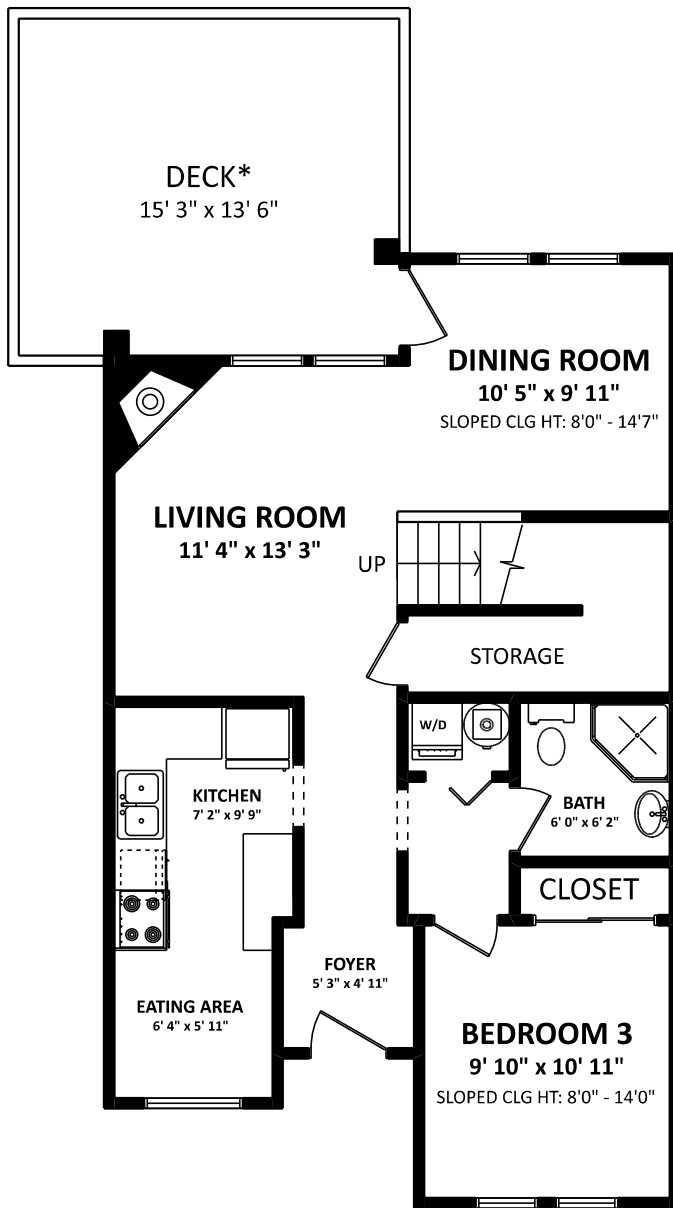 DECK*
15' 3" x 13' 6"
DINING ROOM
10' 5" x 9' 11"
SLOPED CLG HT: 8'0" - 14'7"
LIVING ROOM
11' 4" x 13' 3"
UP
STORAGE
W/D
KITCHEN
7' 2" x 9' 9"
BATH
6' 0" x 6' 2"
CLOSET
FOYER
5' 3" x 4' 11"
EATING AREA
6' 4" x 5' 11"
BEDROOM 3
9' 10" x 10' 11"
SLOPED CLG HT: 8'0" - 14'0"